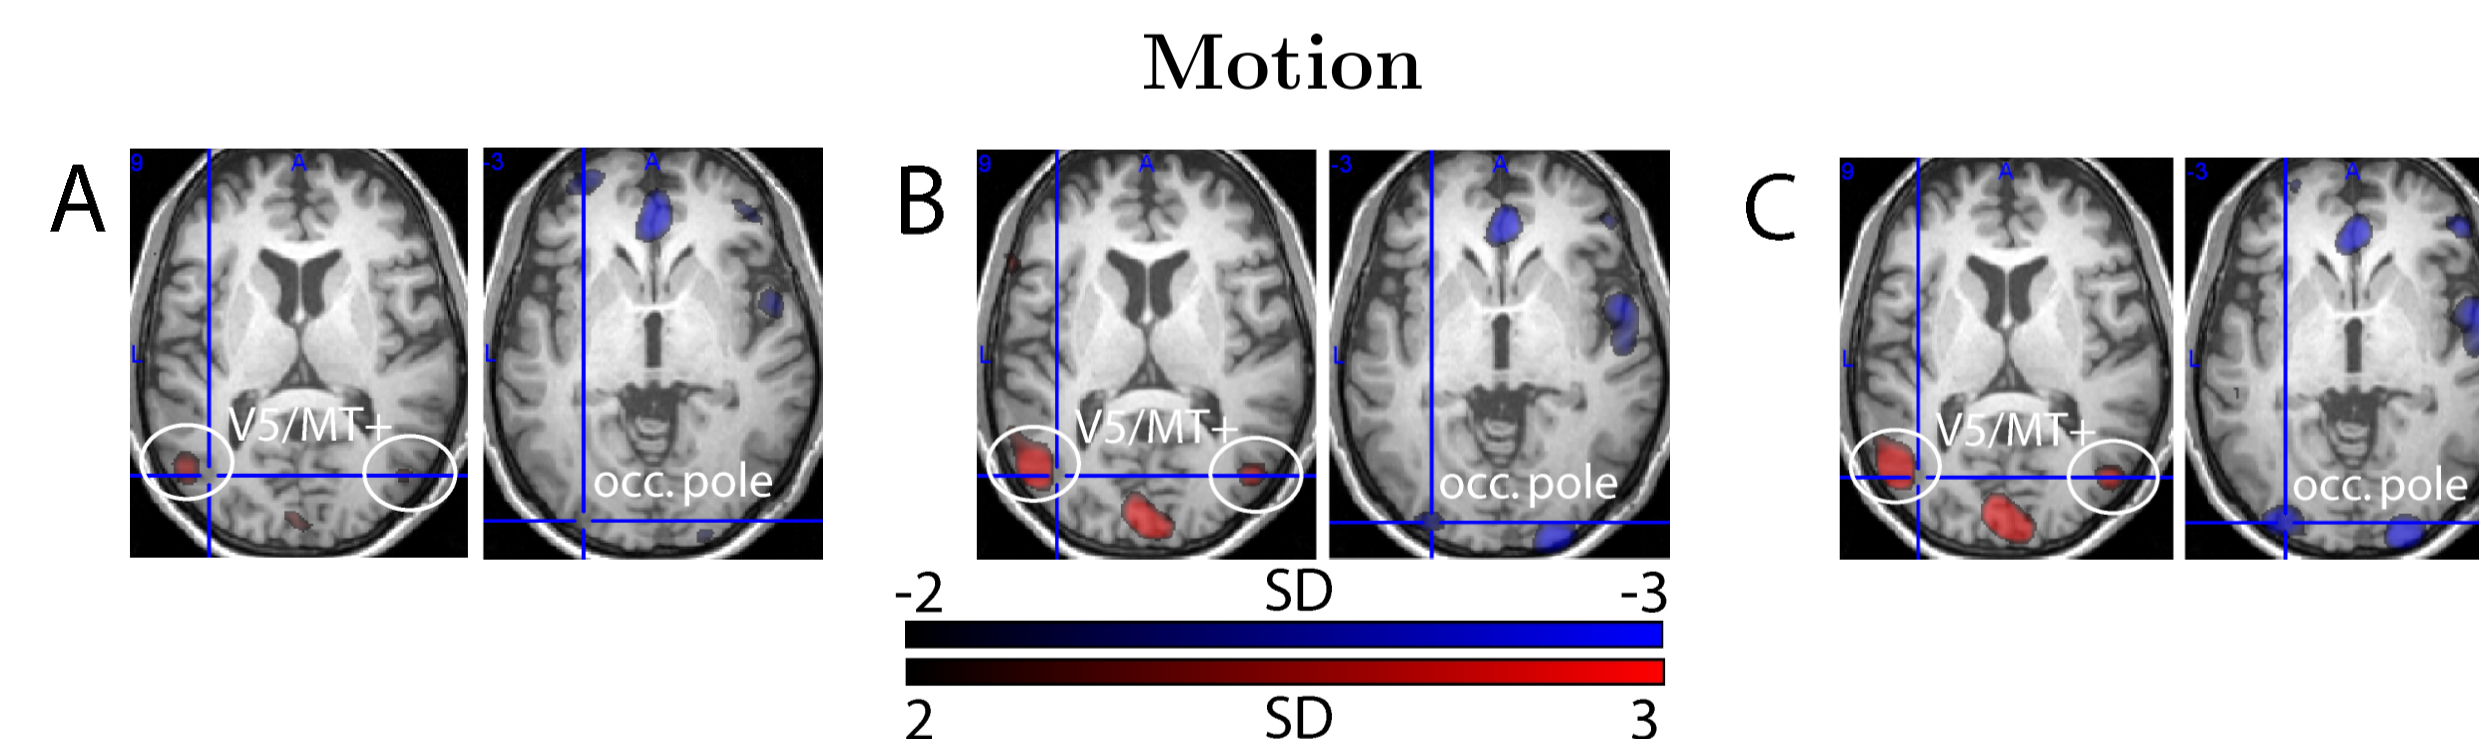 Motion
A
9
A
L
V5/MT+
-3
A
L
occ. pole
B
9
A
L
V5/MT+
-3
A
L
occ. pole
C
9
A
L
V5/MT+
-3
A
L
occ. pole
-2 SD -3
2 SD 3